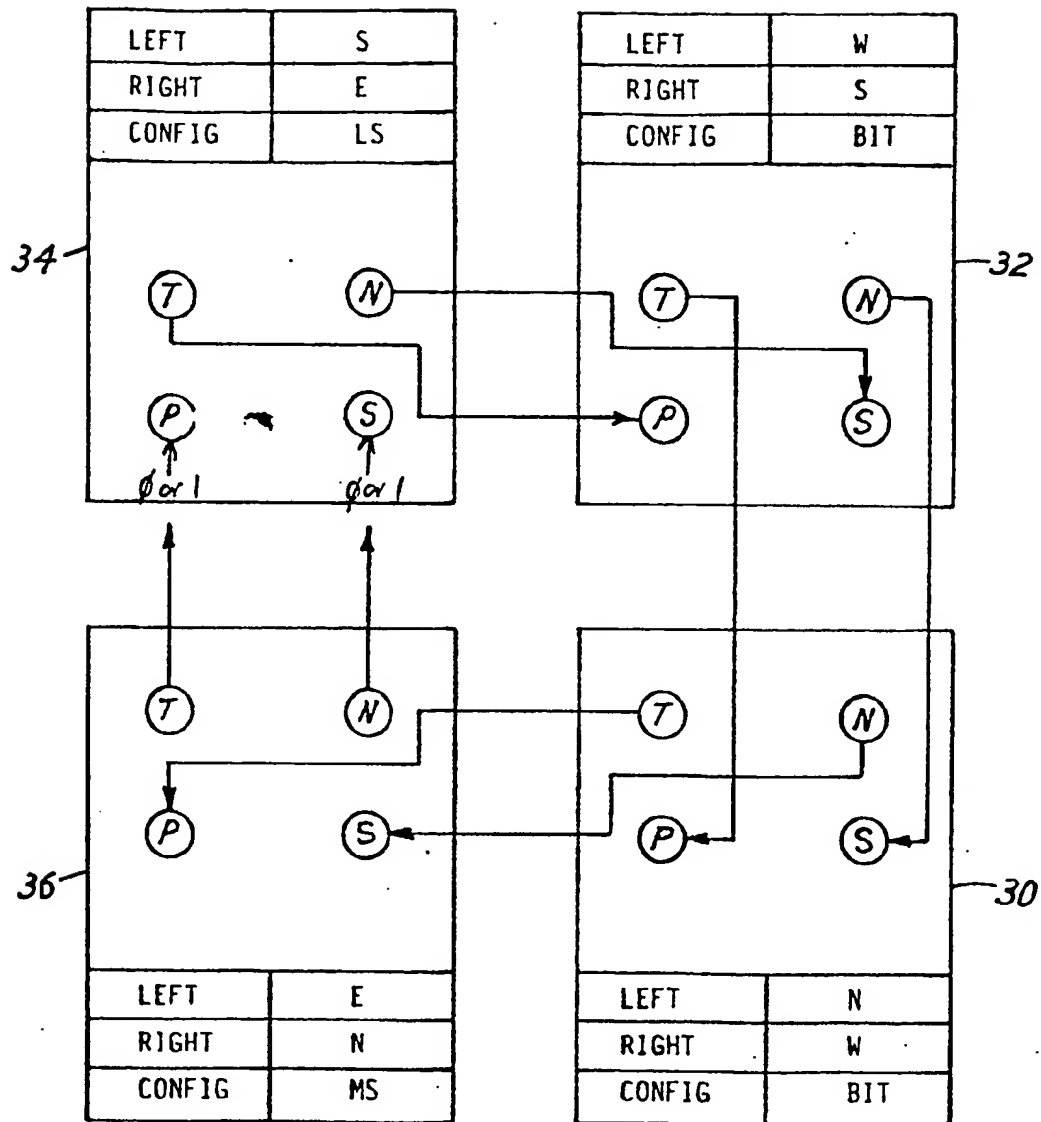 LEFT S
RIGHT E
CONFIG LS
LEFT W
RIGHT S
CONFIG BIT
34
T N
P S
φ or 1 φ or 1
32
T N
P S
36
T N
P S
30
T N
P S
LEFT E
RIGHT N
CONFIG MS
LEFT N
RIGHT W
CONFIG BIT